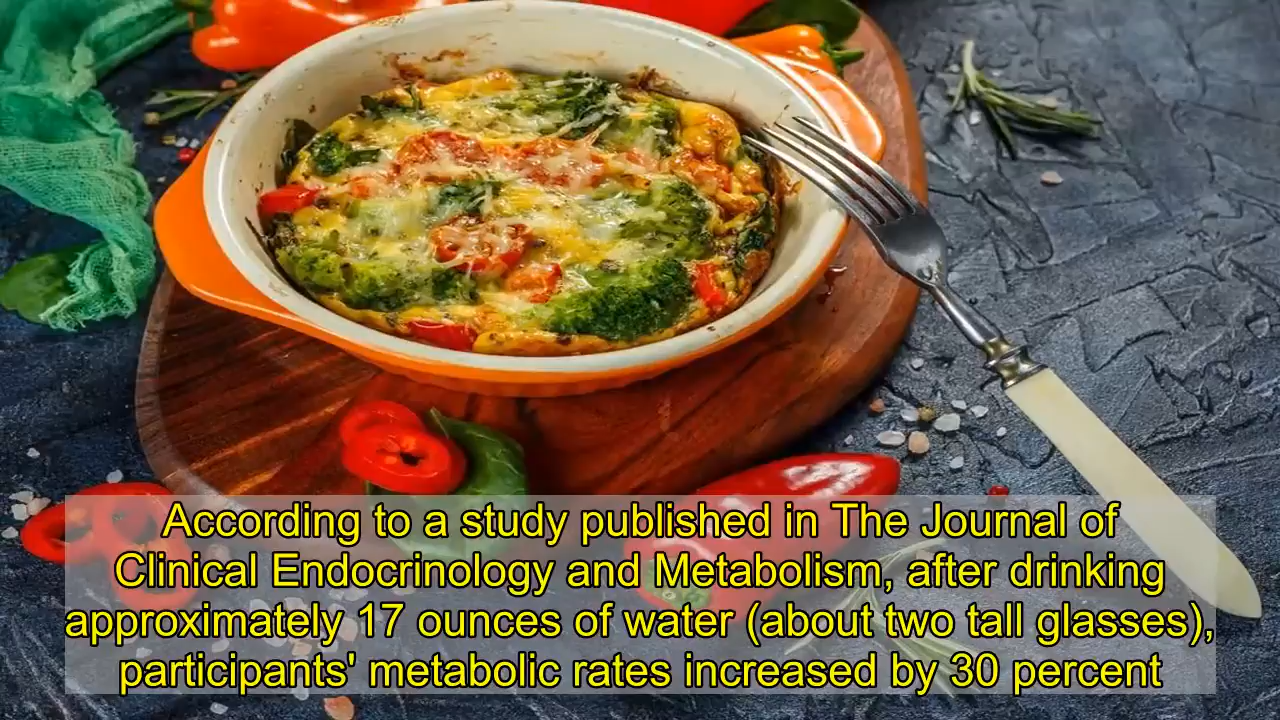 According to a study published in The Journal of
Clinical Endocrinology and Metabolism, after drinking
approximately 17 ounces of water (about two tall glasses),
participants' metabolic rates increased by 30 percent